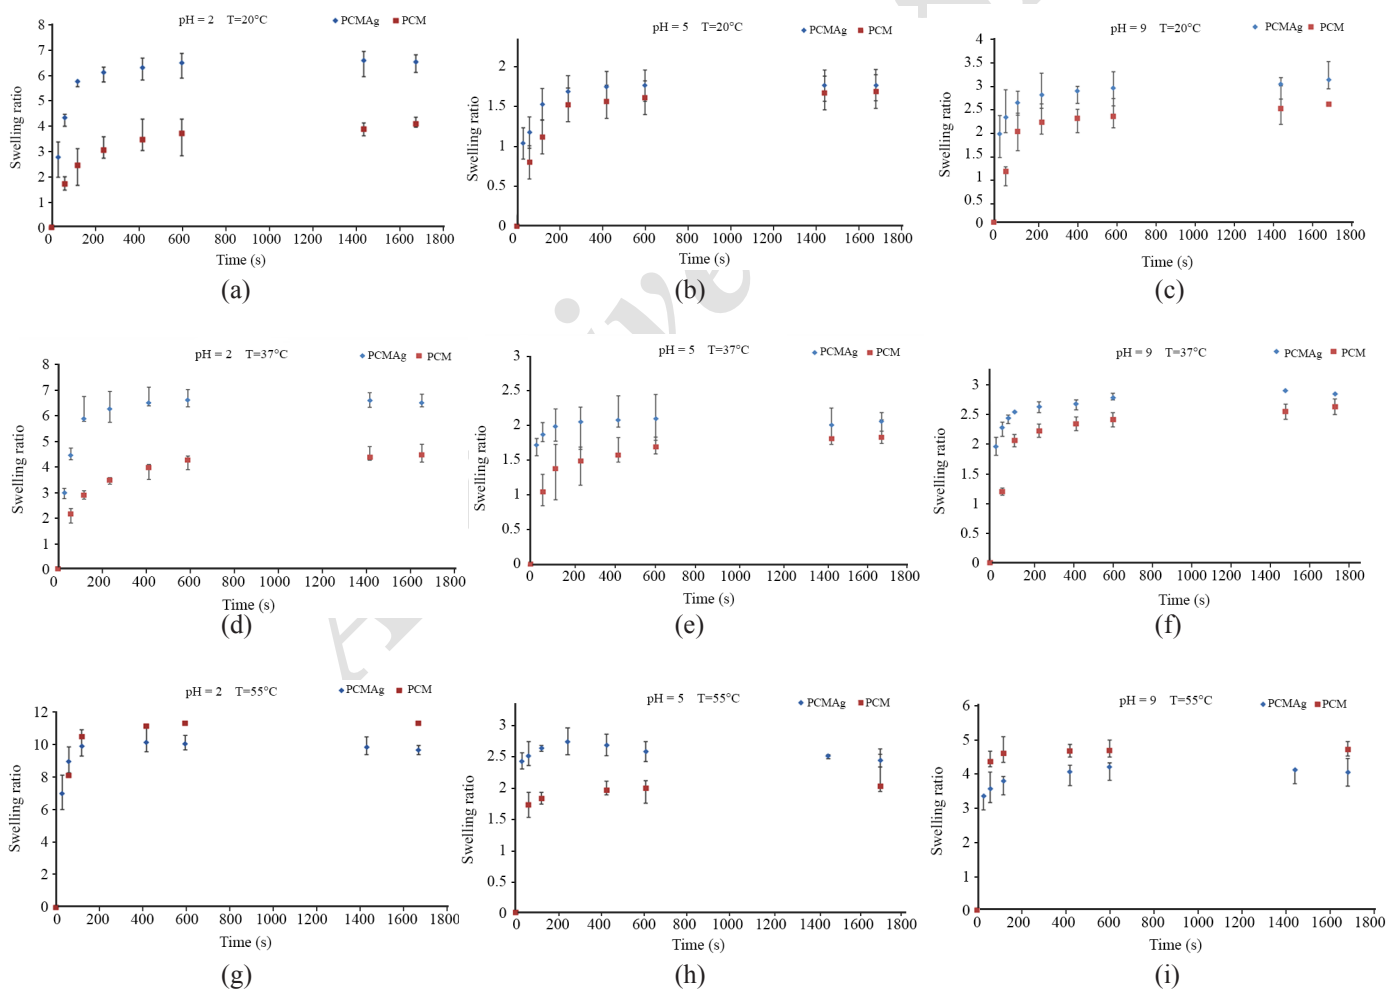 pH = 2 T=20°C PCMAg PCM
Swelling ratio
8
7
6
5
4
3
2
1
0
0 200 400 600 800 1000 1200 1400 1600 1800
Time (s)
(a)
pH = 5 T=20°C PCMAg PCM
Swelling ratio
2
1.5
1
0.5
0
0 200 400 600 800 1000 1200 1400 1600 1800
Time (s)
(b)
pH = 9 T=20°C PCMAg PCM
Swelling ratio
4
3.5
3
2.5
2
1.5
1
0.5
0
0 200 400 600 800 1000 1200 1400 1600 1800
Time (s)
(c)
pH = 2 T=37°C PCMAg PCM
Swelling ratio
8
7
6
5
4
3
2
1
0
0 200 400 600 800 1000 1200 1400 1600 1800
Time (s)
(d)
pH = 5 T=37°C PCMAg PCM
Swelling ratio
3
2.5
2
1.5
1
0.5
0
0 200 400 600 800 1000 1200 1400 1600 1800
Time (s)
(e)
pH = 9 T=37°C PCMAg PCM
Swelling ratio
3
2.5
2
1.5
1
0.5
0
0 200 400 600 800 1000 1200 1400 1600 1800
Time (s)
(f)
pH = 2 T=55°C PCMAg PCM
Swelling ratio
12
10
8
6
4
2
0
0 200 400 600 800 1000 1200 1400 1600 1800
Time (s)
(g)
pH = 5 T=55°C PCMAg PCM
Swelling ratio
3
2.5
2
1.5
1
0.5
0
0 200 400 600 800 1000 1200 1400 1600 1800
Time (s)
(h)
pH = 9 T=55°C PCMAg PCM
Swelling ratio
6
5
4
3
2
1
0
0 200 400 600 800 1000 1200 1400 1600 1800
Time (s)
(i)